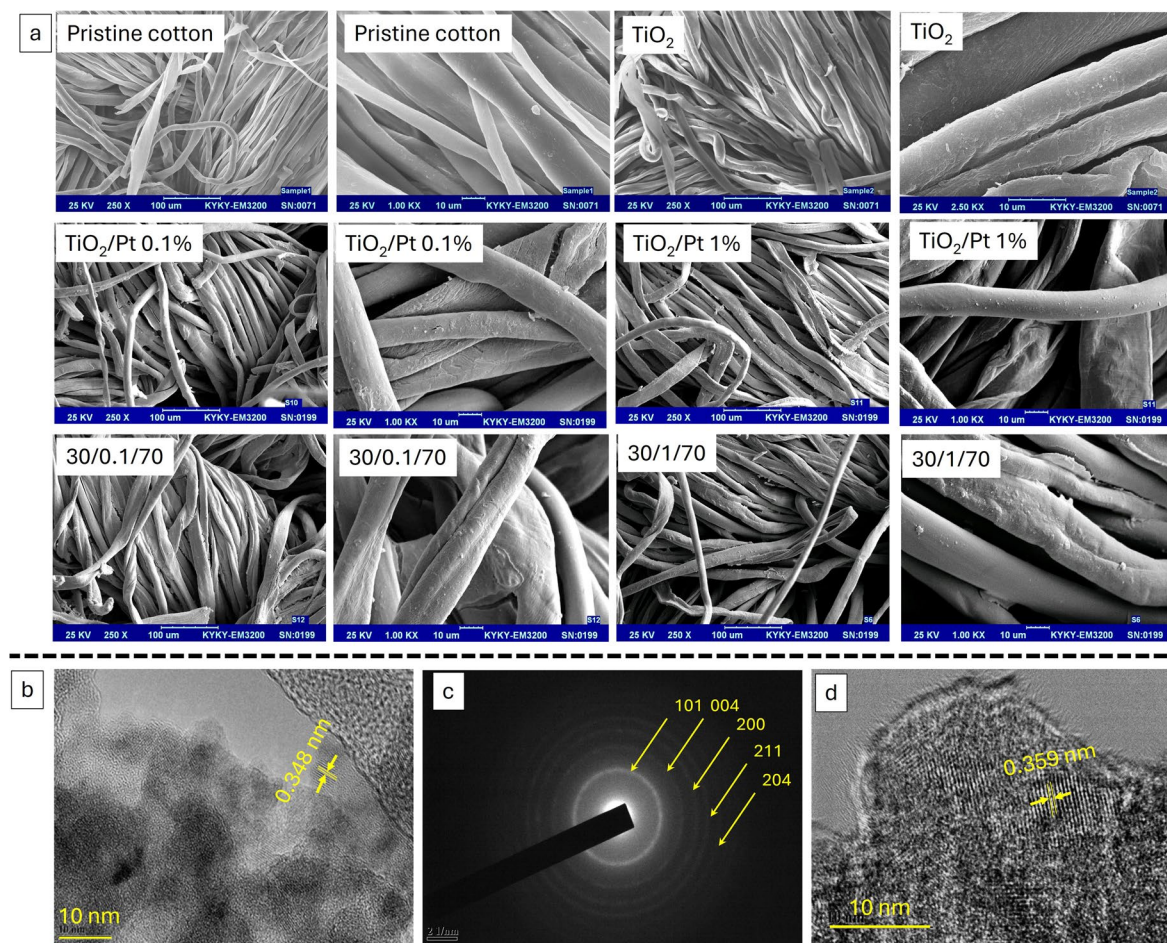 a
Pristine cotton
Pristine cotton
TiO₂
TiO₂
Sample1
25 KV 250 X 100 um KYKY-EM3200 SN:0071
Sample1
25 KV 1.00 KX 10 um KYKY-EM3200 SN:0071
Sample2
25 KV 250 X 100 um KYKY-EM3200 SN:0071
Sample2
25 KV 2.50 KX 10 um KYKY-EM3200 SN:0071
TiO₂/Pt 0.1%
TiO₂/Pt 0.1%
TiO₂/Pt 1%
TiO₂/Pt 1%
S10
25 KV 250 X 100 um KYKY-EM3200 SN:0199
25 KV 1.00 KX 10 um KYKY-EM3200 SN:0199
S11
25 KV 250 X 100 um KYKY-EM3200 SN:0199
S11
25 KV 1.00 KX 10 um KYKY-EM3200 SN:0199
30/0.1/70
30/0.1/70
30/1/70
30/1/70
S12
25 KV 250 X 100 um KYKY-EM3200 SN:0199
S12
25 KV 1.00 KX 10 um KYKY-EM3200 SN:0199
S6
25 KV 250 X 100 um KYKY-EM3200 SN:0199
S6
25 KV 1.00 KX 10 um KYKY-EM3200 SN:0199
b
0.348 nm
10 nm
c
101 004
200
211
204
2 1/nm
d
0.359 nm
10 nm